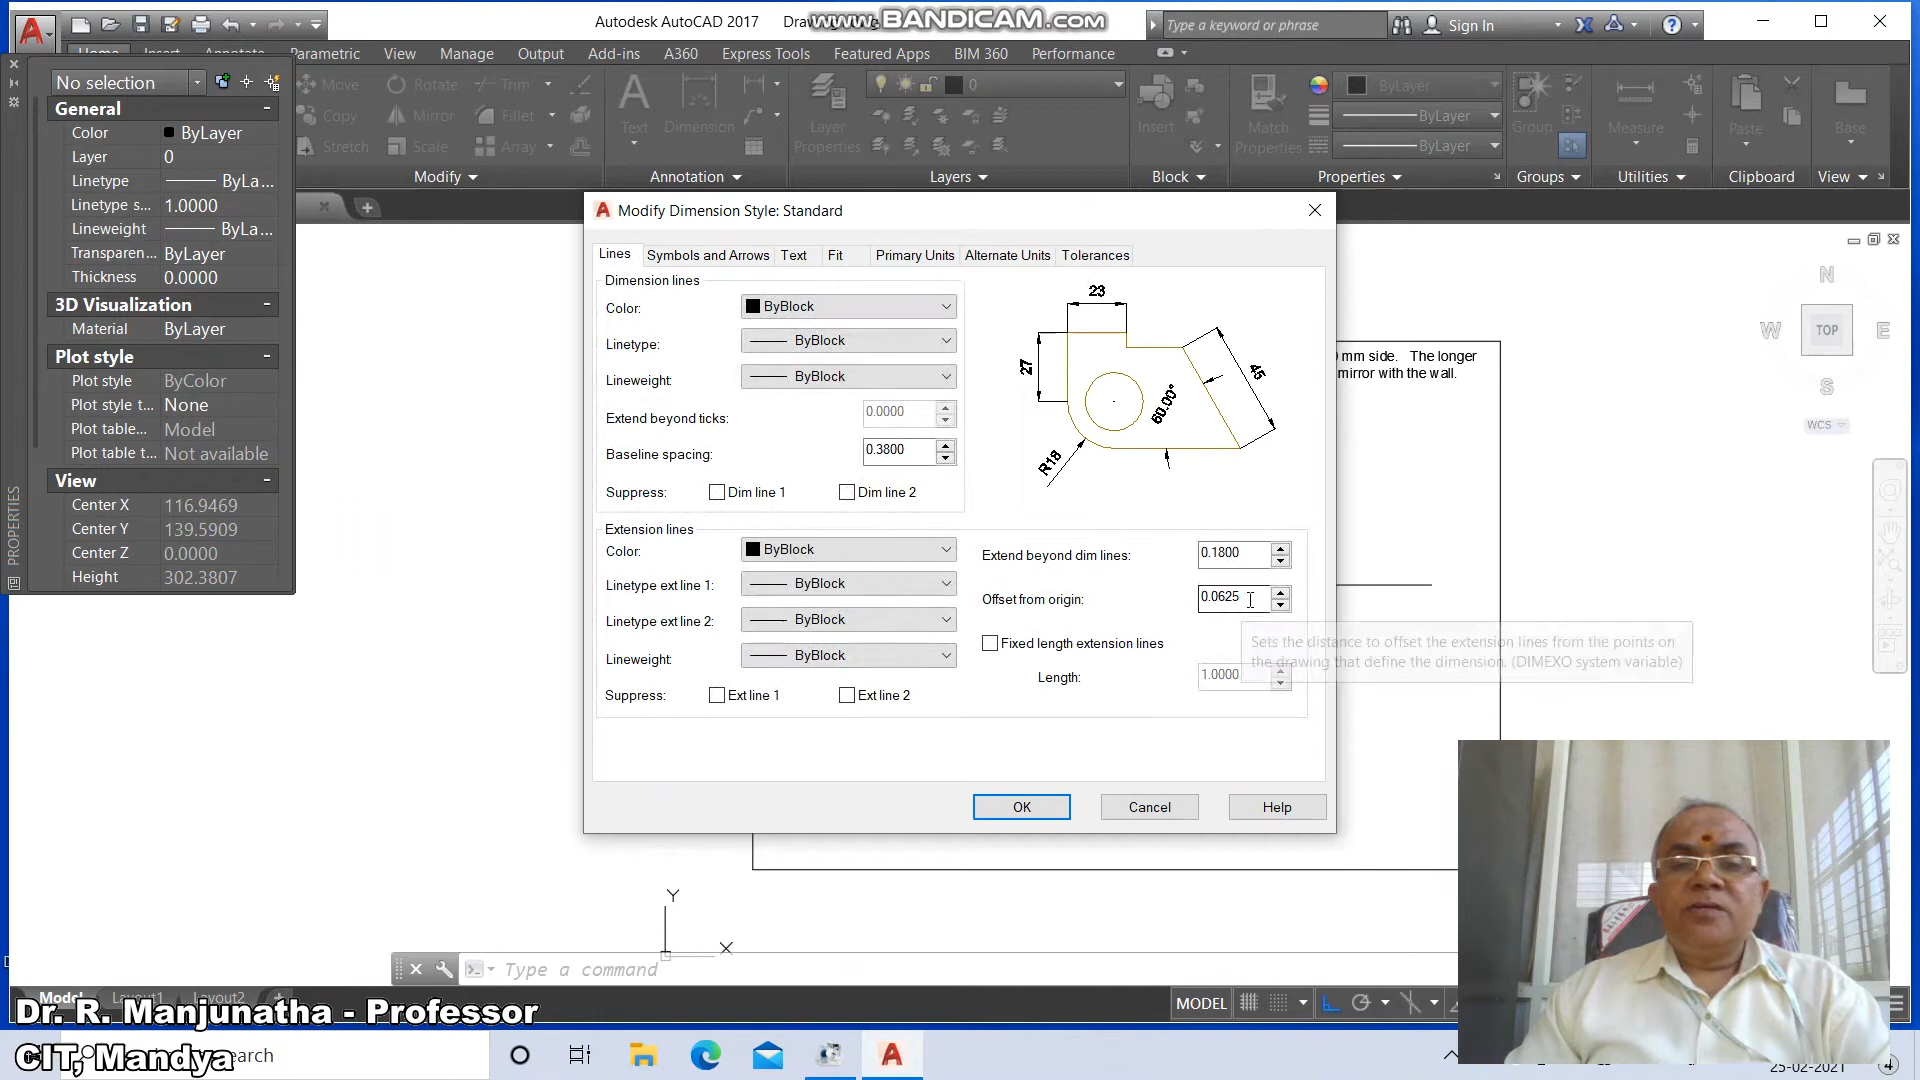 Autodesk AutoCAD 2017
www.BANDICAM.com
Type a keyword or phrase
Sign In
Parametric
View
Manage
Output
Add-ins
A360
Express Tools
Featured Apps
BIM 360
Performance
No selection
General
Color ByLayer
Layer 0
Linetype ByLa...
Linetype s... 1.0000
Lineweight ByLa...
Transparen... ByLayer
Thickness 0.0000
3D Visualization
Material ByLayer
Plot style
Plot style ByColor
Plot style t... None
Plot table... Model
Plot table t... Not available
View
Center X 116.9469
Center Y 139.5909
Center Z 0.0000
Height 302.3807
PROPERTIES
Move Rotate Trim
Copy Mirror Fillet
Stretch Scale Array
Modify
Text Dimension
Annotation
Layer Properties
0
Layers
Insert
Block
Match Properties
ByLayer
ByLayer
ByLayer
Properties
Group
Groups
Measure
Utilities
Paste
Clipboard
Base
View
Modify Dimension Style: Standard
Lines Symbols and Arrows Text Fit Primary Units Alternate Units Tolerances
Dimension lines
Color: ByBlock
Linetype: ByBlock
Lineweight: ByBlock
Extend beyond ticks: 0.0000
Baseline spacing: 0.3800
Suppress: Dim line 1 Dim line 2
23
27
45
60.00°
R18
Extension lines
Color: ByBlock
Linetype ext line 1: ByBlock
Linetype ext line 2: ByBlock
Lineweight: ByBlock
Suppress: Ext line 1 Ext line 2
Extend beyond dim lines: 0.1800
Offset from origin: 0.0625
Fixed length extension lines
Length: 1.0000
Sets the distance to offset the extension lines from the points on
the drawing that define the dimension. (DIMEXO system variable)
OK Cancel Help
mm side. The longer
mirror with the wall.
N
W TOP E
S
WCS
Y
X
Type a command
Model Layout1 Layout2
MODEL
Dr. R. Manjunatha - Professor
CIT, Mandya
search
25-02-2021
4